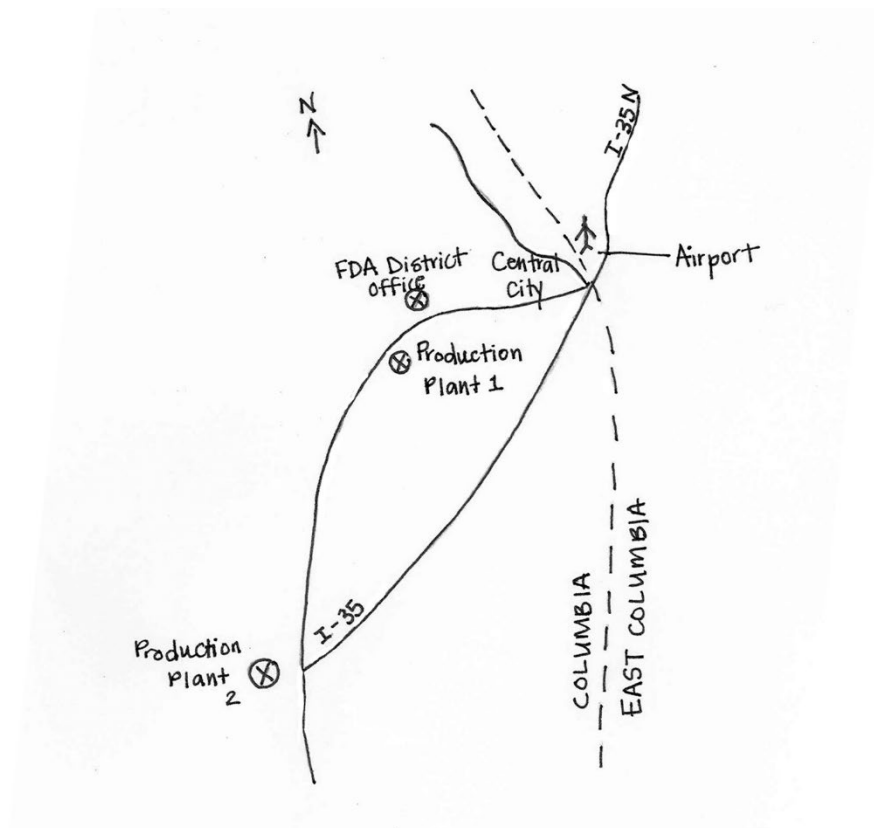 N
I-35N
FDA District
office
Central
City
Airport
Production
Plant 1
I-35
Production
Plant
2
COLUMBIA
EAST COLUMBIA